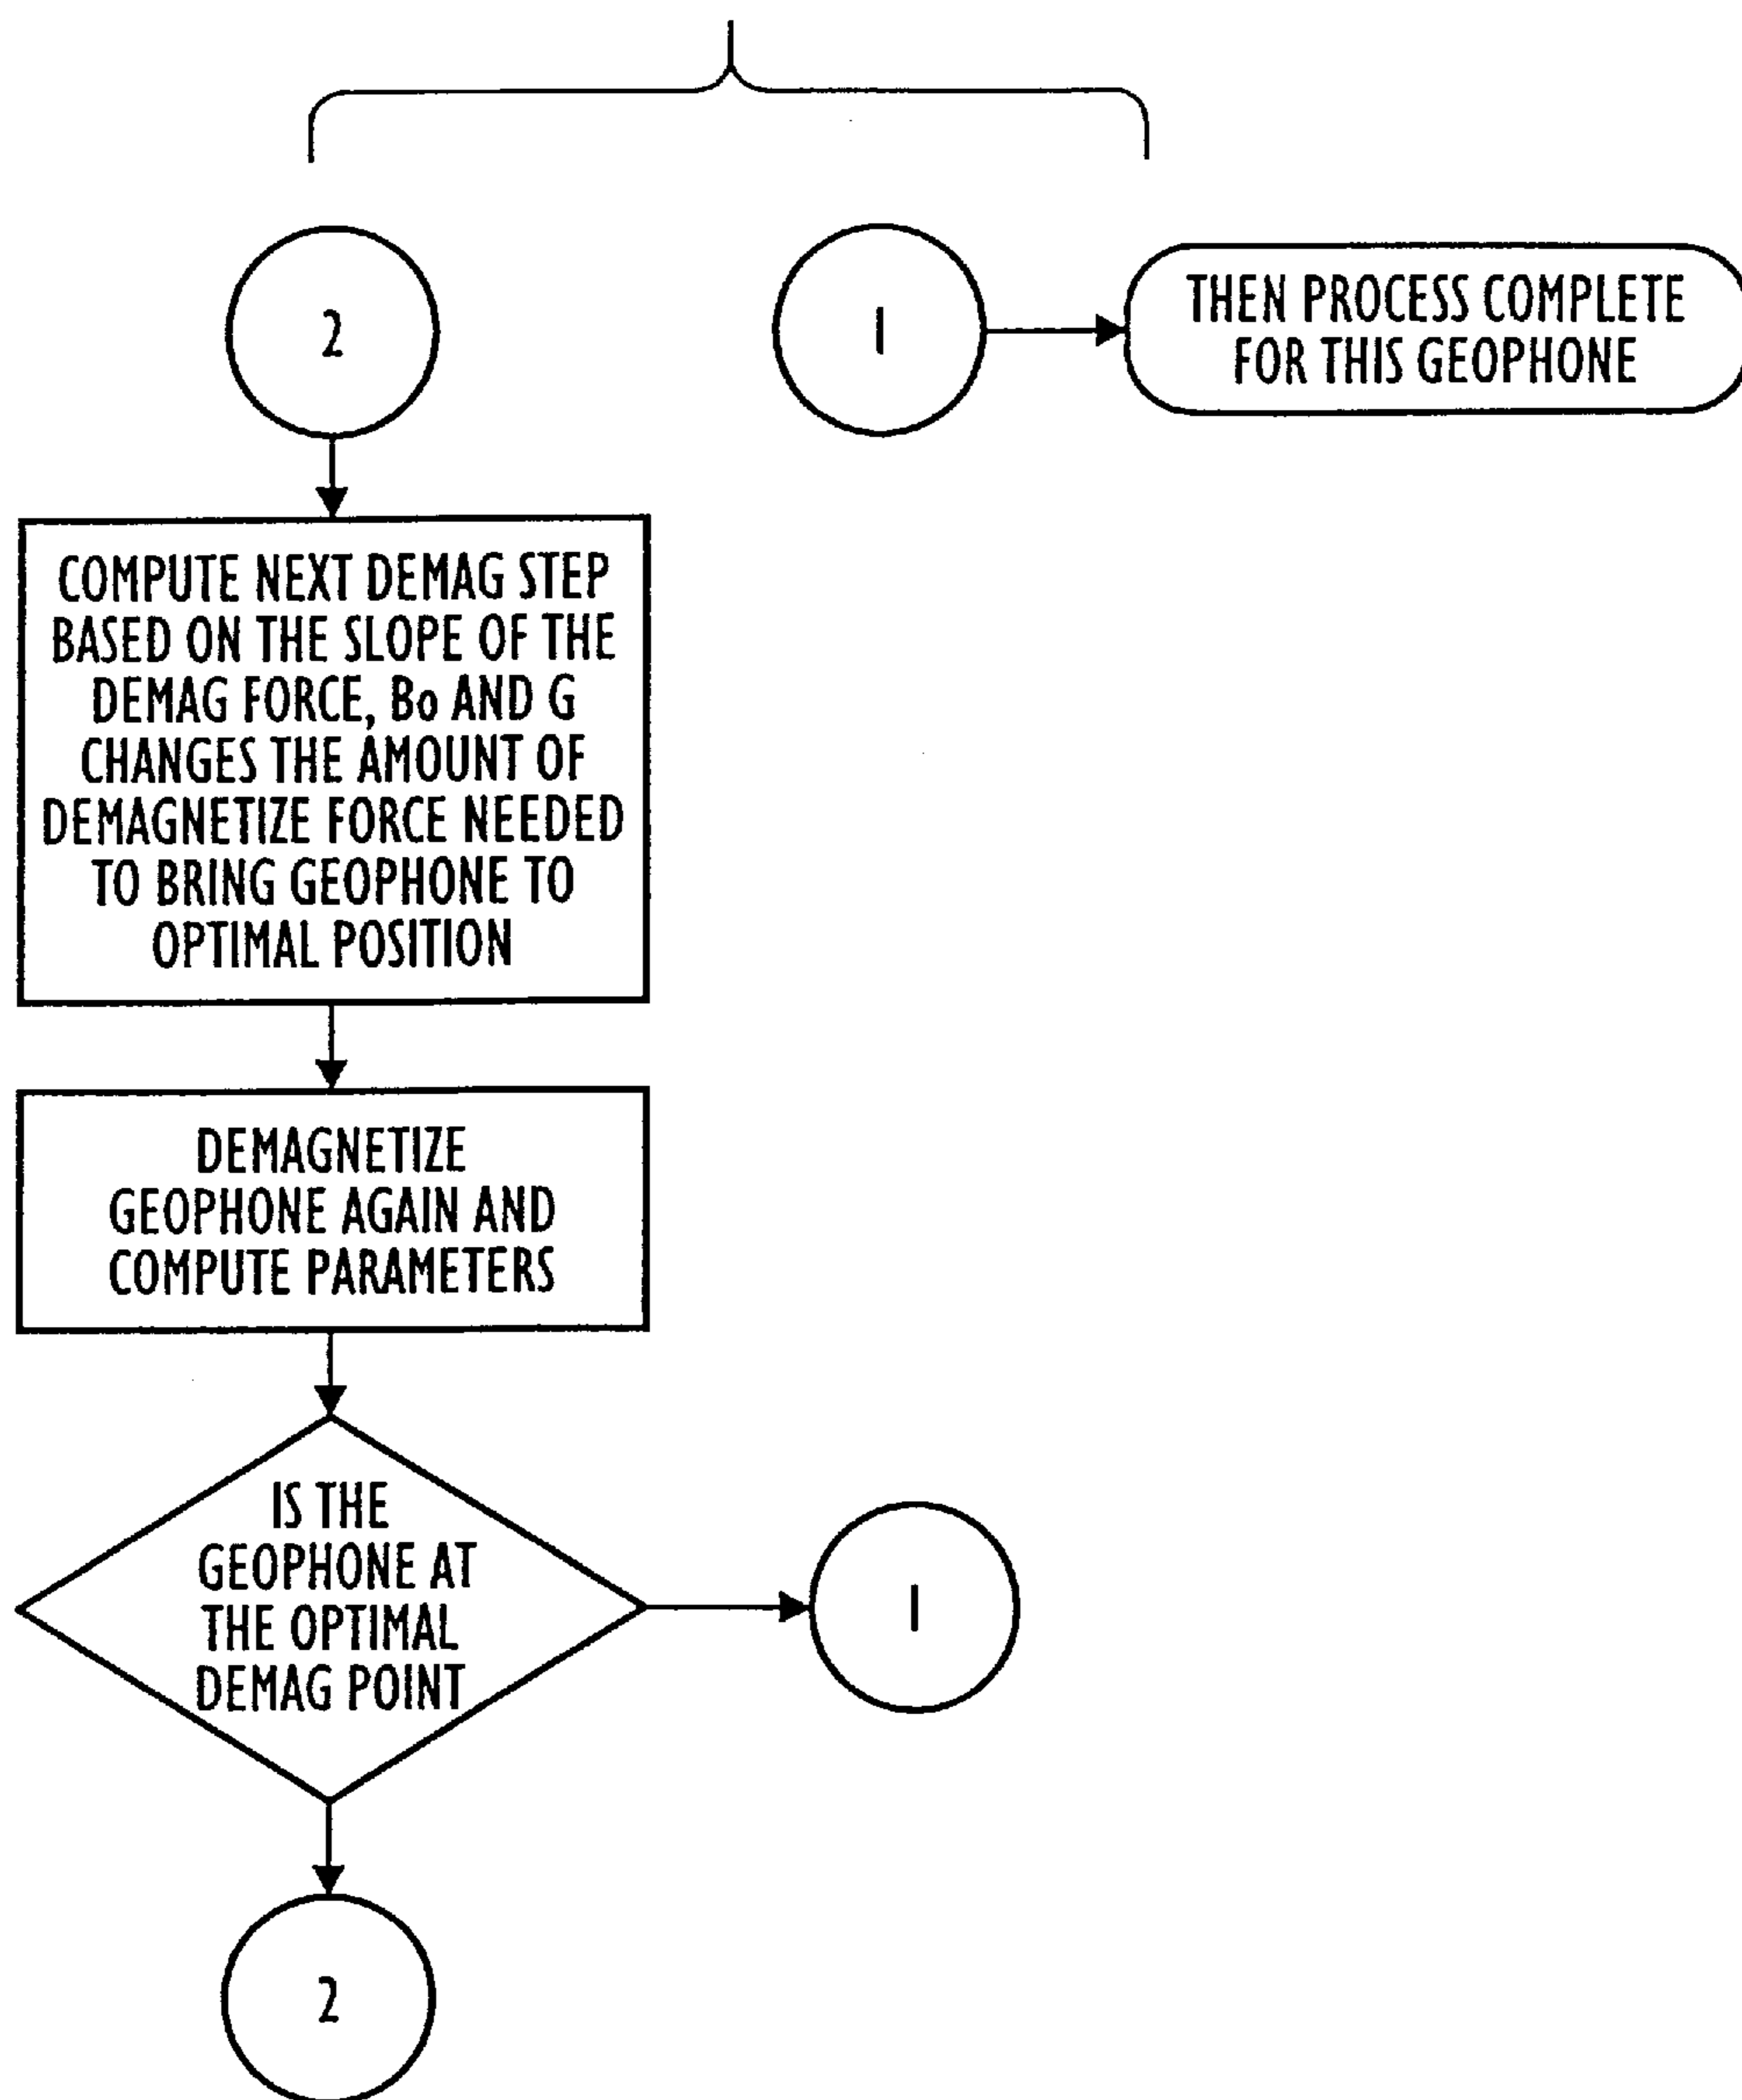 2
1
THEN PROCESS COMPLETE
FOR THIS GEOPHONE
COMPUTE NEXT DEMAG STEP
BASED ON THE SLOPE OF THE
DEMAG FORCE, Bo AND G
CHANGES THE AMOUNT OF
DEMAGNETIZE FORCE NEEDED
TO BRING GEOPHONE TO
OPTIMAL POSITION
DEMAGNETIZE
GEOPHONE AGAIN AND
COMPUTE PARAMETERS
IS THE
GEOPHONE AT
THE OPTIMAL
DEMAG POINT
1
2